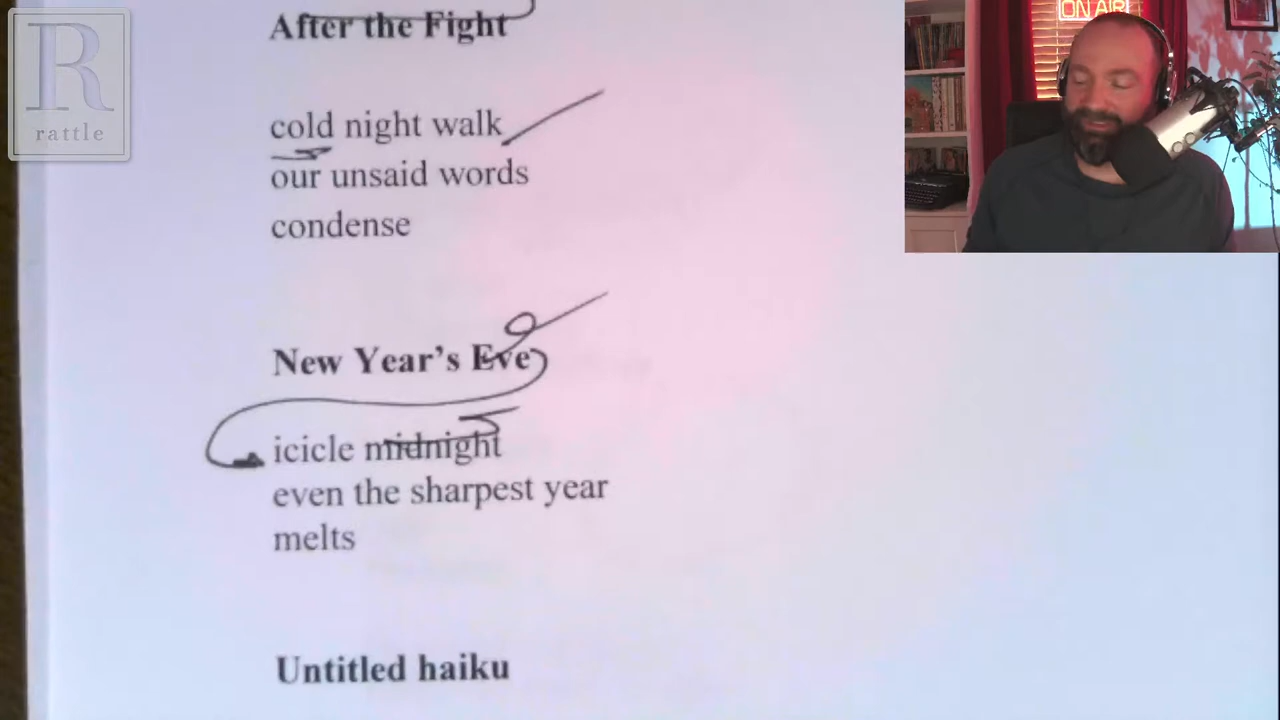 R
rattle
ON AIR
After the Fight
cold night walk
our unsaid words
condense
New Year's Eve
icicle midnight
even the sharpest year
melts
Untitled haiku